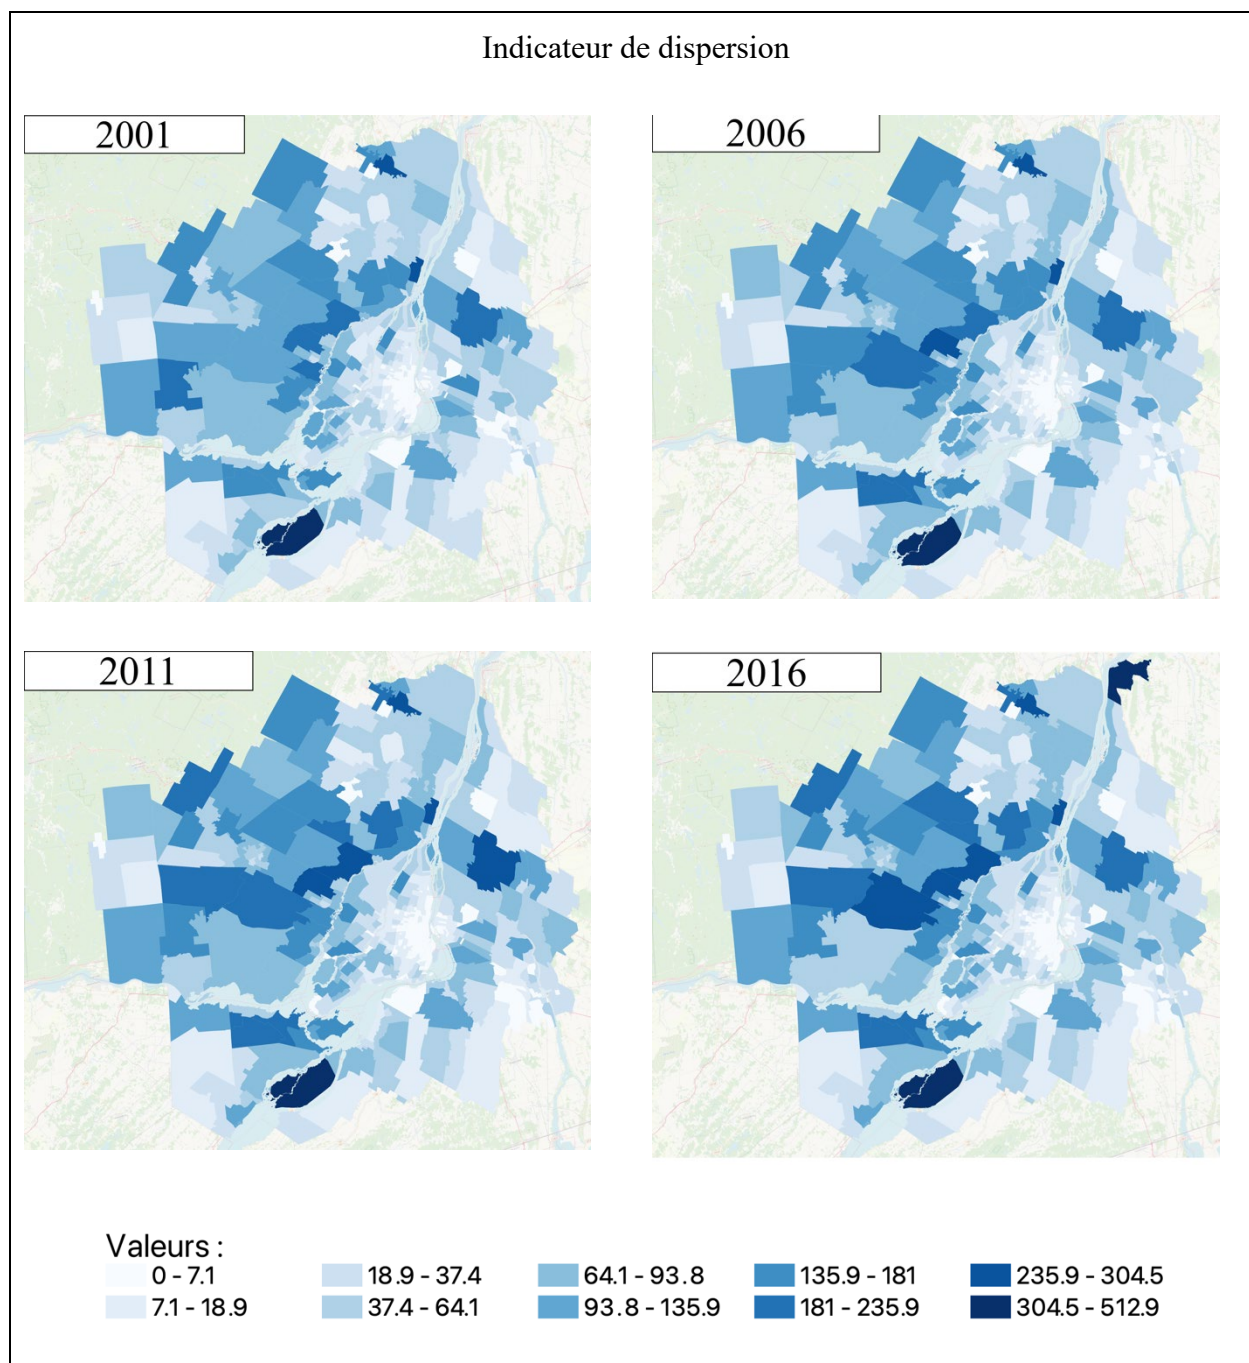 Indicateur de dispersion
2001
2006
2011
2016
Valeurs :
0 - 7.1
18.9 - 37.4
64.1 - 93.8
135.9 - 181
235.9 - 304.5
7.1 - 18.9
37.4 - 64.1
93.8 - 135.9
181 - 235.9
304.5 - 512.9